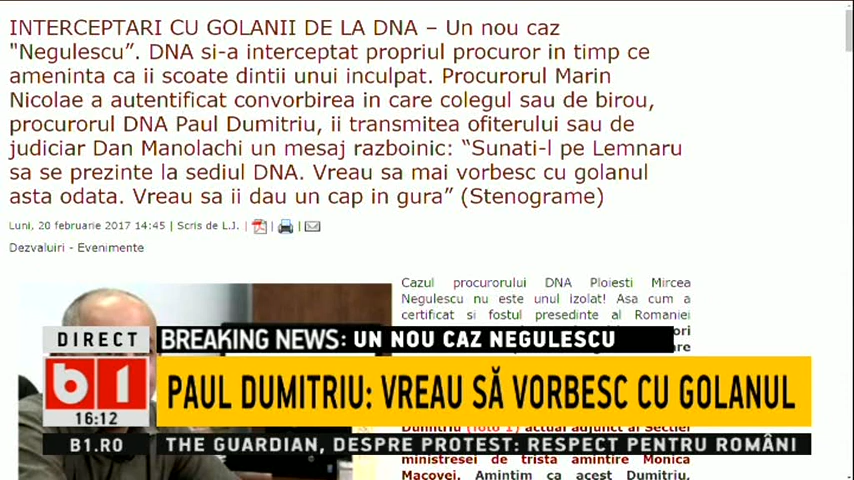 INTERCEPTARI CU GOLANII DE LA DNA – Un nou caz
"Negulescu". DNA si-a interceptat propriul procuror in timp ce
ameninta ca ii scoate dintii unui inculpat. Procurorul Marin
Nicolae a autentificat convorbirea in care colegul sau de birou,
procurorul DNA Paul Dumitriu, ii transmitea ofiterului sau de
judiciar Dan Manolachi un mesaj razboinic: “Sunati-l pe Lemnaru
sa se prezinte la sediul DNA. Vreau sa mai vorbesc cu golanul
asta odata. Vreau sa ii dau un cap in gura” (Stenograme)
Luni, 20 februarie 2017 14:45 | Scris de L.J. | | |
Dezvaluiri - Evenimente
Cazul procurorului DNA Ploiesti Mircea
Negulescu nu este unul izolat! Asa cum a
certificat si fostul presedinte al Romaniei
ori
are
DIRECT
BREAKING NEWS: UN NOU CAZ NEGULESCU
b1
16:12
PAUL DUMITRIU: VREAU SĂ VORBESC CU GOLANUL
Dumitriu (foto 1) actual adjunct al Sectiei
B1.RO
THE GUARDIAN, DESPRE PROTEST: RESPECT PENTRU ROMÂNI
ministresei de trista amintire Monica
Macovei. Amintim ca acest Dumitriu,